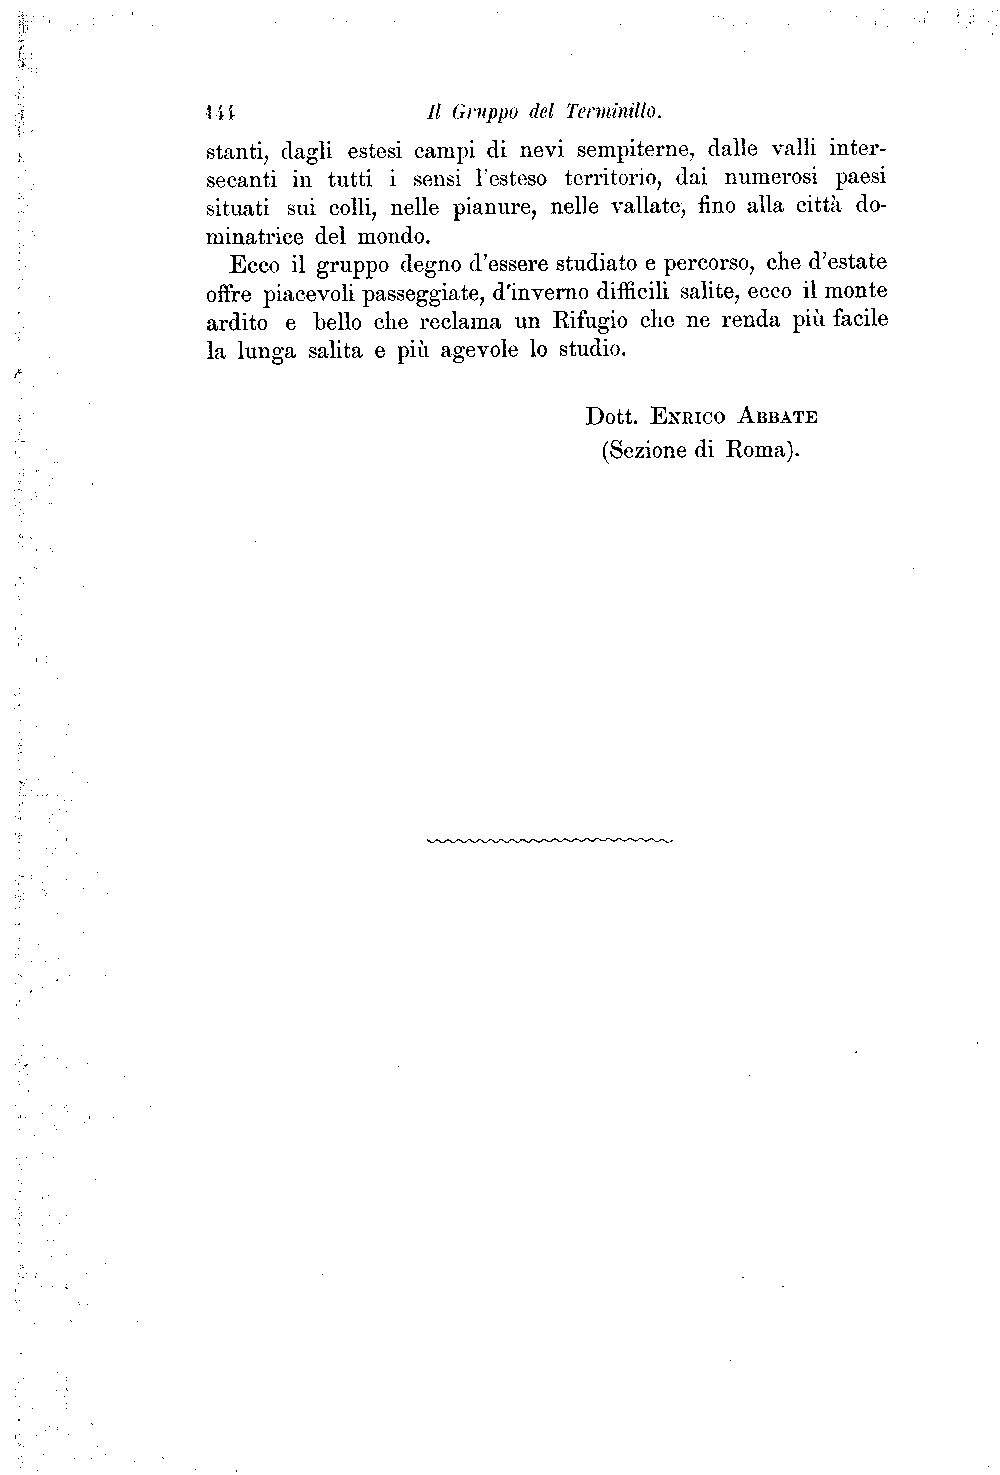 144 Il Gruppo del Terminillo.
stanti, dagli estesi campi di nevi sempiterne, dalle valli inter-
secanti in tutti i sensi l'esteso territorio, dai numerosi paesi
situati sui colli, nelle pianure, nelle vallate, fino alla città do-
minatrice del mondo.
Ecco il gruppo degno d'essere studiato e percorso, che d'estate
offre piacevoli passeggiate, d'inverno difficili salite, ecco il monte
ardito e bello che reclama un Rifugio che ne renda più facile
la lunga salita e più agevole lo studio.
Dott. ENRICO ABBATE
(Sezione di Roma).